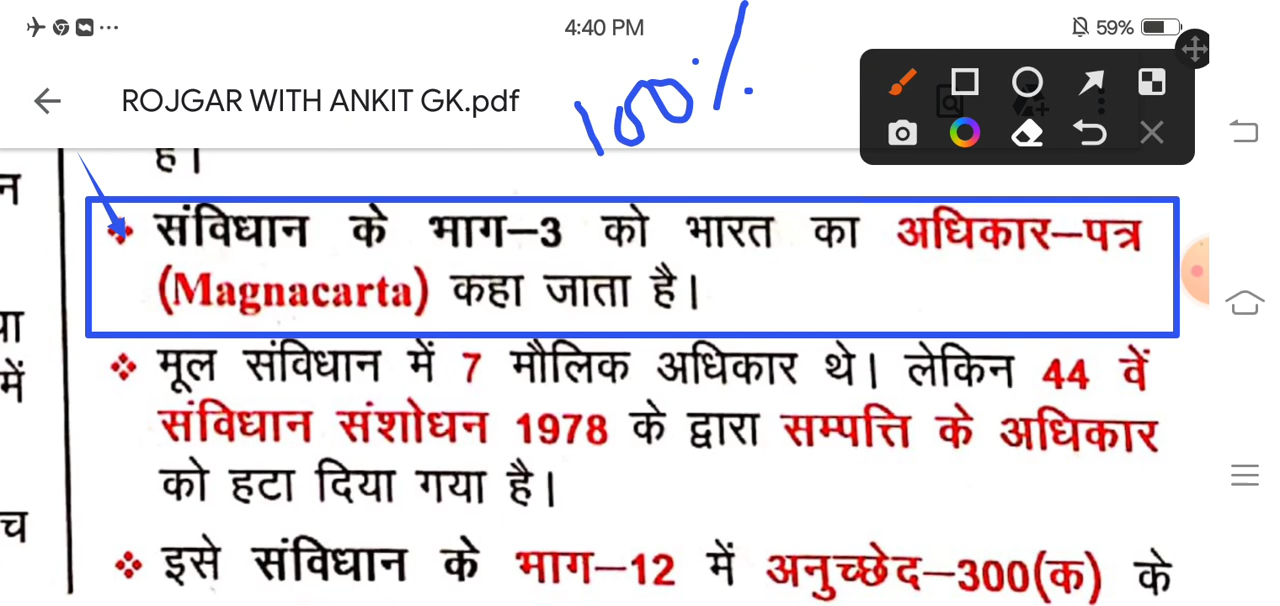 4:40 PM
59%
100%
ROJGAR WITH ANKIT GK.pdf
है।
न
संविधान के भाग–3 को भारत का अधिकार–पत्र
(Magnacarta) कहा जाता है।
मूल संविधान में 7 मौलिक अधिकार थे। लेकिन 44 वें
में
संविधान संशोधन 1978 के द्वारा सम्पत्ति के अधिकार
को हटा दिया गया है।
च
इसे संविधान के भाग–12 में अनुच्छेद–300(क) के